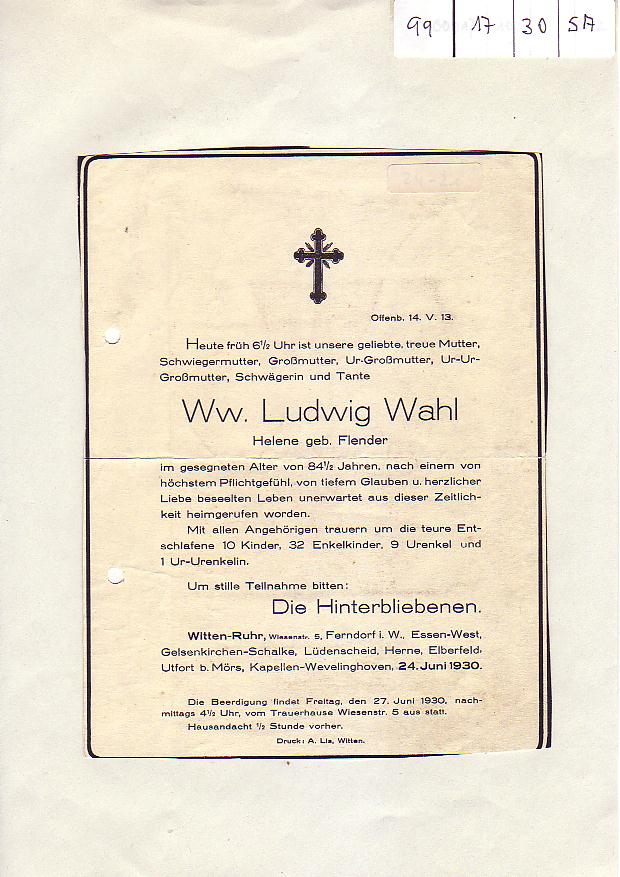 99 17 30 SA
Offenb. 14. V. 13.
Heute früh 6½ Uhr ist unsere geliebte, treue Mutter,
Schwiegermutter, Großmutter, Ur-Großmutter, Ur-Ur-
Großmutter, Schwägerin und Tante
Ww. Ludwig Wahl
Helene geb. Flender
im gesegneten Alter von 84½ Jahren, nach einem von
höchstem Pflichtgefühl, von tiefem Glauben u. herzlicher
Liebe beseelten Leben unerwartet aus dieser Zeitlich-
keit heimgerufen worden.
Mit allen Angehörigen trauern um die teure Ent-
schlafene 10 Kinder, 32 Enkelkinder, 9 Urenkel und
1 Ur-Urenkelin.
Um stille Teilnahme bitten:
Die Hinterbliebenen.
Witten-Ruhr, Wiesenstr. 5, Ferndorf i. W., Essen-West,
Gelsenkirchen-Schalke, Lüdenscheid, Herne, Elberfeld,
Utfort b. Mörs, Kapellen-Wevelinghoven, 24. Juni 1930.
Die Beerdigung findet Freitag, den 27. Juni 1930, nach-
mittags 4½ Uhr, vom Trauerhause Wiesenstr. 5 aus statt.
Hausandacht ½ Stunde vorher.
Druck: A. Lis, Witten.